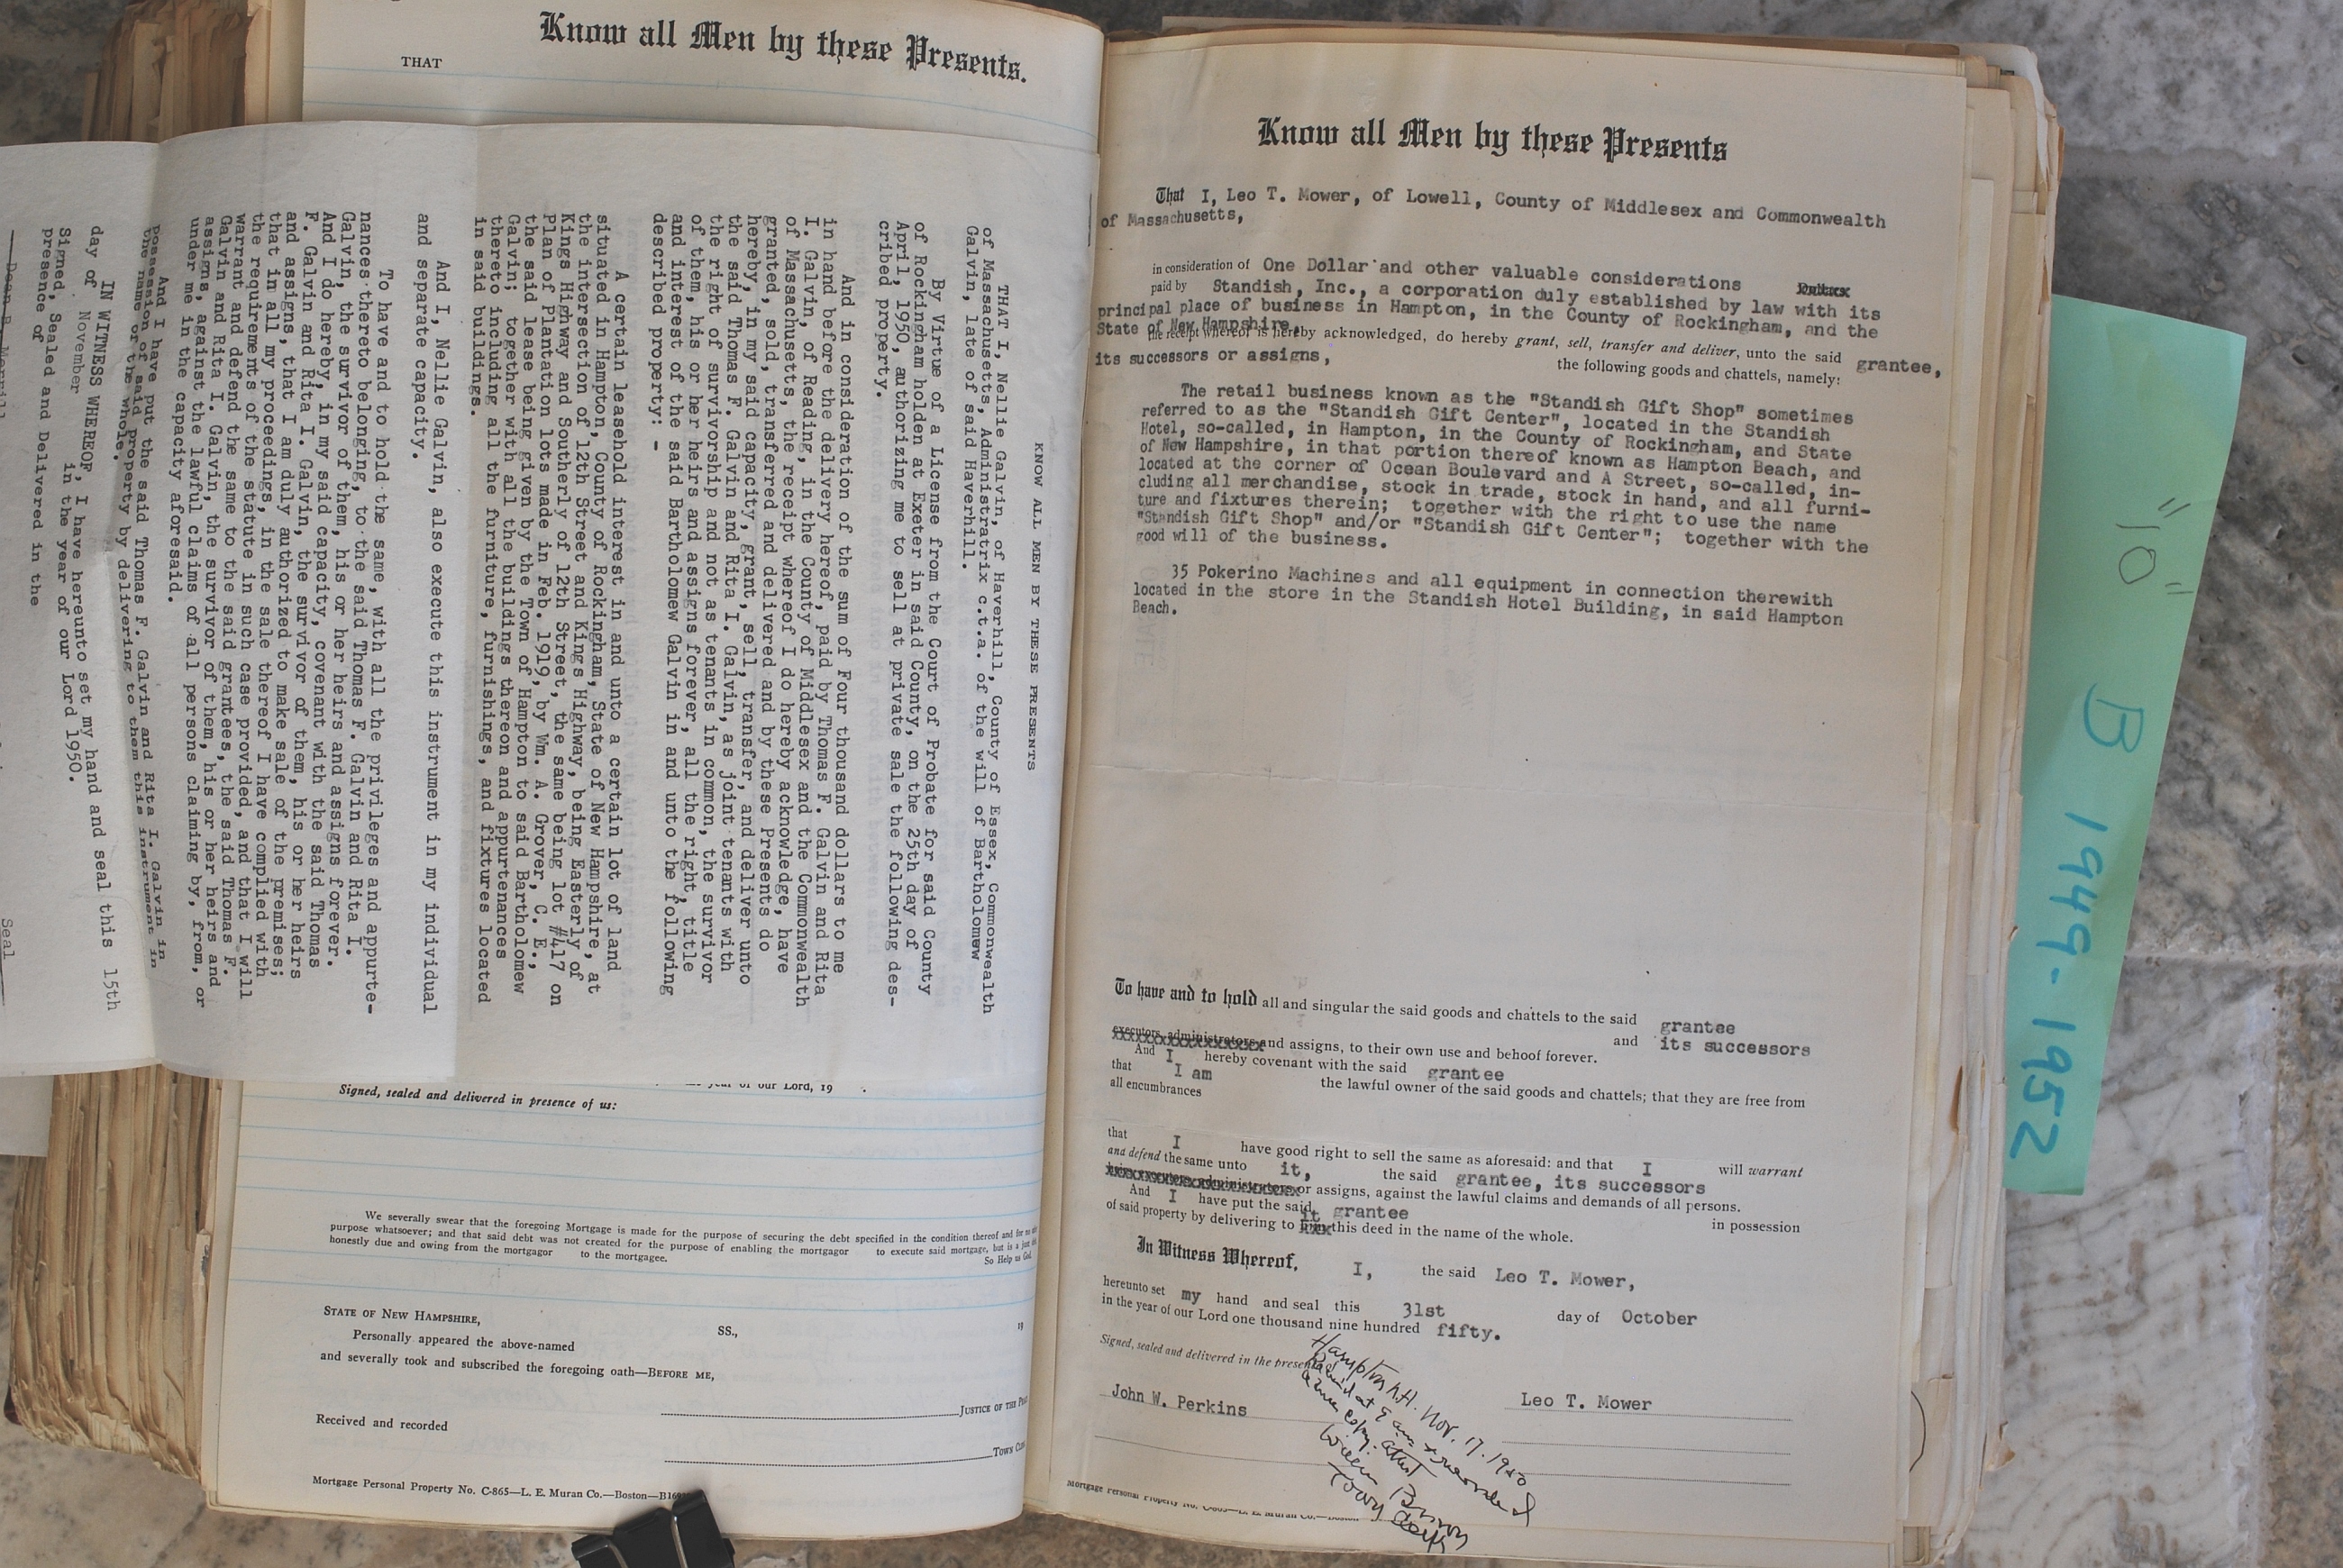 Know all Men by these Presents.
THAT
KNOW ALL MEN BY THESE PRESENTS
THAT I, Nellie Galvin, of Haverhill, County of Essex, Commonwealth
of Massachusetts, Administratrix c.t.a. of the will of Bartholomew
Galvin, late of said Haverhill.
By Virtue of a License from the Court of Probate for said County
of Rockingham holden at Exeter in said County, on the 25th day of
April, 1950, authorizing me to sell at private sale the following des-
cribed property.
And in consideration of the sum of Four thousand dollars to me
in hand before the delivery hereof, paid by Thomas F. Galvin and Rita
I. Galvin, of Reading, in the County of Middlesex and the Commonwealth
of Massachusetts, the receipt whereof I do hereby acknowledge, have
granted, sold, transferred and delivered and by these Presents do
hereby, in my said capacity, grant, sell, transfer, and deliver unto
the said Thomas F. Galvin and Rita I. Galvin, as joint tenants with
the right of survivorship and not as tenants in common, the survivor
of them, his or her heirs and assigns forever, all the right, title
and interest of the said Bartholomew Galvin in and unto the following
described property: -
A certain leasehold interest in and unto a certain lot of land
situated in Hampton, County of Rockingham, State of New Hampshire, at
the intersection of 12th Street and Kings Highway, being Easterly of
Kings Highway and Southerly of 12th Street, the same being lot #417 on
Plan of Plantation lots made in Feb. 1919, by Wm. A. Grover, C. E.,
the said lease being given by the Town of Hampton to said Bartholomew
Galvin; together with all the buildings thereon and appurtenances
thereto including all the furniture, furnishings, and fixtures located
in said buildings.
And I, Nellie Galvin, also execute this instrument in my individual
and separate capacity.
To have and to hold the same, with all the privileges and appurte-
nances thereto belonging, to the said Thomas F. Galvin and Rita I.
Galvin, the survivor of them, his or her heirs and assigns forever.
And I do hereby, in my said capacity, covenant with the said Thomas
F. Galvin and Rita I. Galvin, the survivor of them, his or her heirs
and assigns, that I am duly authorized to make sale of the premises;
that in all my proceedings, in the sale thereof I have complied with
the requirements of the statute in such case provided, and that I will
warrant and defend the same to the said grantees, the said Thomas F.
Galvin and Rita I. Galvin, the survivor of them, his or her heirs and
assigns, against the lawful claims of all persons claiming by, from, or
under me in the capacity aforesaid.
And I have put the said Thomas F. Galvin and Rita I. Galvin in
possession of said property by delivering to them this instrument in
the name of the whole.
IN WITNESS WHEREOF, I have hereunto set my hand and seal this 15th
day of November in the year of our Lord 1950.
Signed, Sealed and Delivered in the
presence of
Dean B. Merrill Seal
year of our Lord, 19 .
Signed, sealed and delivered in presence of us:
We severally swear that the foregoing Mortgage is made for the purpose of securing the debt specified in the condition thereof and for no
purpose whatsoever; and that said debt was not created for the purpose of enabling the mortgagor to execute said mortgage, but is a just
honestly due and owing from the mortgagor to the mortgagee. So Help us God.
STATE OF NEW HAMPSHIRE, SS., 19
Personally appeared the above-named
and severally took and subscribed the foregoing oath—BEFORE ME,
JUSTICE OF THE
Received and recorded
TOWN
Mortgage Personal Property No. C-865—L. E. Muran Co.—Boston—
Know all Men by these Presents
That I, Leo T. Mower, of Lowell, County of Middlesex and Commonwealth
of Massachusetts,
in consideration of One Dollar and other valuable considerations
paid by Standish, Inc., a corporation duly established by law with its
principal place of business in Hampton, in the County of Rockingham, and the
State of New Hampshire,
the receipt whereof is hereby acknowledged, do hereby grant, sell, transfer and deliver, unto the said grantee,
its successors or assigns, the following goods and chattels, namely:
The retail business known as the "Standish Gift Shop" sometimes
referred to as the "Standish Gift Center", located in the Standish
Hotel, so-called, in Hampton, in the County of Rockingham, and State
of New Hampshire, in that portion thereof known as Hampton Beach, and
located at the corner of Ocean Boulevard and A Street, so-called, in-
cluding all merchandise, stock in trade, stock in hand, and all furni-
ture and fixtures therein; together with the right to use the name
"Standish Gift Shop" and/or "Standish Gift Center"; together with the
good will of the business.
35 Pokerino Machines and all equipment in connection therewith
located in the store in the Standish Hotel Building, in said Hampton
Beach.
To have and to hold all and singular the said goods and chattels to the said grantee
and its successors
executors, administrators and assigns, to their own use and behoof forever.
And I hereby covenant with the said grantee
that I am the lawful owner of the said goods and chattels; that they are free from
all encumbrances
that I have good right to sell the same as aforesaid: and that I will warrant
and defend the same unto it, the said grantee, its successors
or assigns, against the lawful claims and demands of all persons.
And I have put the said grantee in possession
of said property by delivering to it this deed in the name of the whole.
In Witness Whereof, I, the said Leo T. Mower,
hereunto set my hand and seal this 31st day of October
in the year of our Lord one thousand nine hundred fifty.
Signed, sealed and delivered in the presence
John W. Perkins Leo T. Mower
Hampton N.H. Nov. 17. 1950
Received at 9 am & recorded
a true copy. attest
Brown
Town Clerk
Mortgage Personal Property No. C-865—L. E. Muran Co.—Boston
"10" B 1949-1952